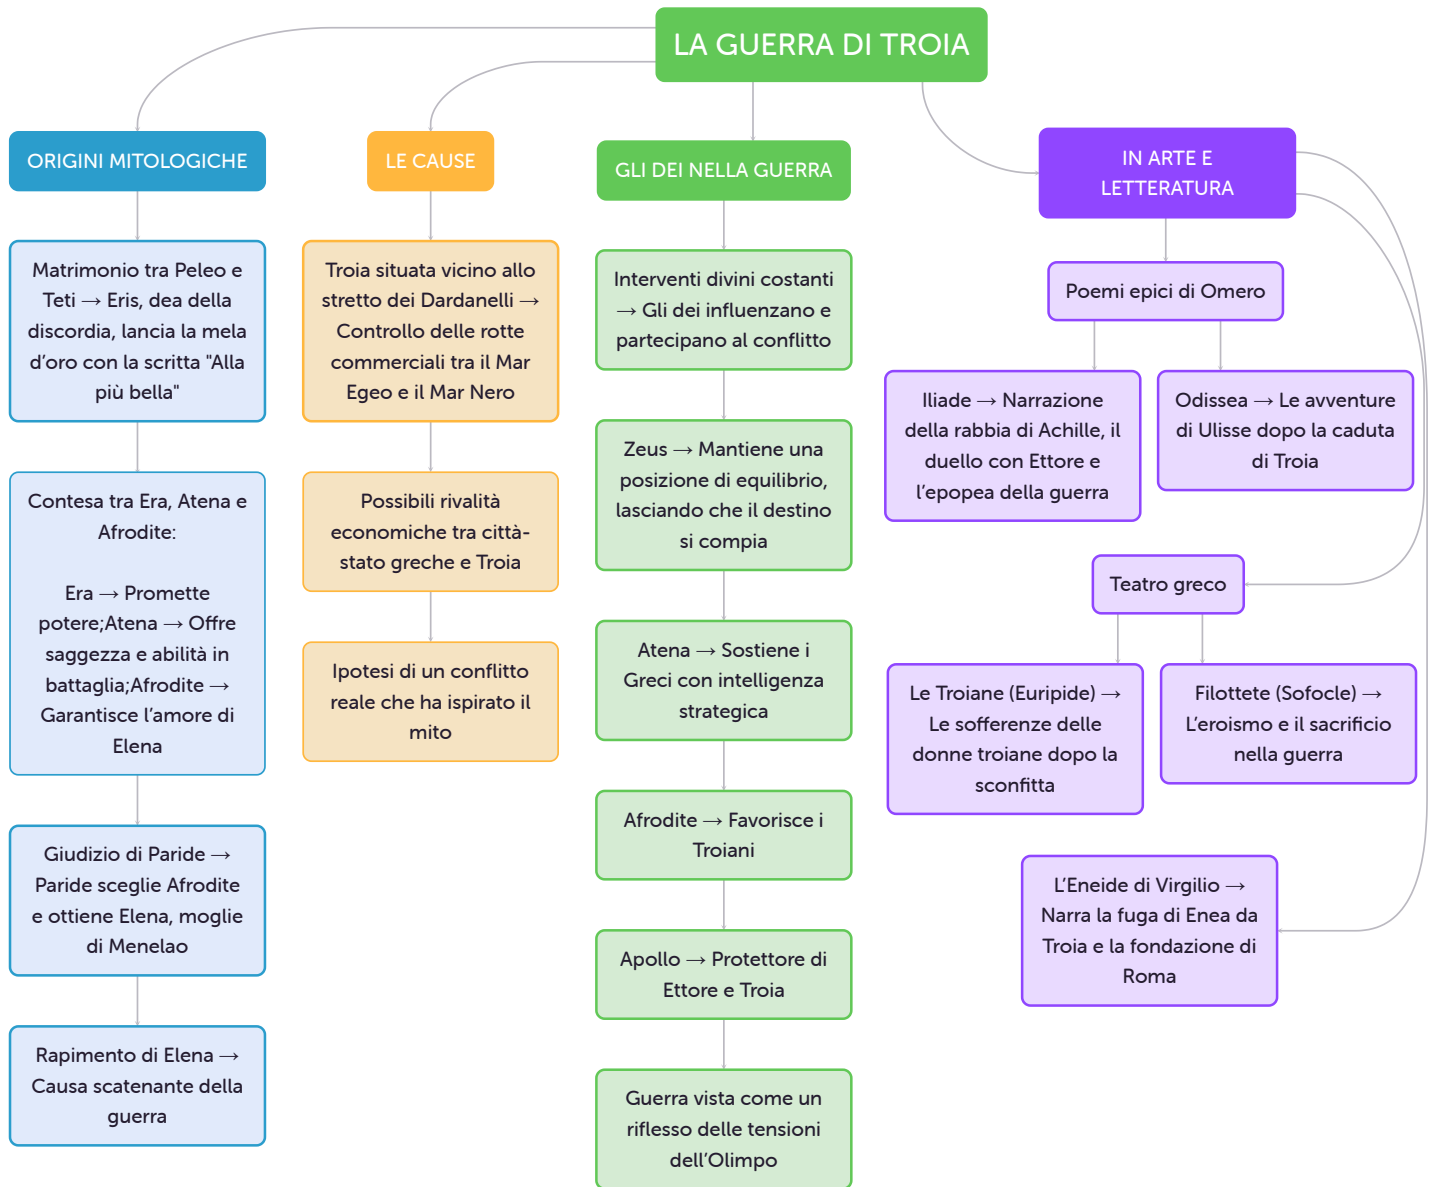 LA GUERRA DI TROIA
ORIGINI MITOLOGICHE
Matrimonio tra Peleo e
Teti → Eris, dea della
discordia, lancia la mela
d’oro con la scritta "Alla
più bella"
Contesa tra Era, Atena e
Afrodite:
Era → Promette
potere;Atena → Offre
saggezza e abilità in
battaglia;Afrodite →
Garantisce l’amore di
Elena
Giudizio di Paride →
Paride sceglie Afrodite
e ottiene Elena, moglie
di Menelao
Rapimento di Elena →
Causa scatenante della
guerra
LE CAUSE
Troia situata vicino allo
stretto dei Dardanelli →
Controllo delle rotte
commerciali tra il Mar
Egeo e il Mar Nero
Possibili rivalità
economiche tra città-
stato greche e Troia
Ipotesi di un conflitto
reale che ha ispirato il
mito
GLI DEI NELLA GUERRA
Interventi divini costanti
→ Gli dei influenzano e
partecipano al conflitto
Zeus → Mantiene una
posizione di equilibrio,
lasciando che il destino
si compia
Atena → Sostiene i
Greci con intelligenza
strategica
Afrodite → Favorisce i
Troiani
Apollo → Protettore di
Ettore e Troia
Guerra vista come un
riflesso delle tensioni
dell’Olimpo
IN ARTE E
LETTERATURA
Poemi epici di Omero
Iliade → Narrazione
della rabbia di Achille, il
duello con Ettore e
l’epopea della guerra
Odissea → Le avventure
di Ulisse dopo la caduta
di Troia
Teatro greco
Le Troiane (Euripide) →
Le sofferenze delle
donne troiane dopo la
sconfitta
Filottete (Sofocle) →
L’eroismo e il sacrificio
nella guerra
L’Eneide di Virgilio →
Narra la fuga di Enea da
Troia e la fondazione di
Roma